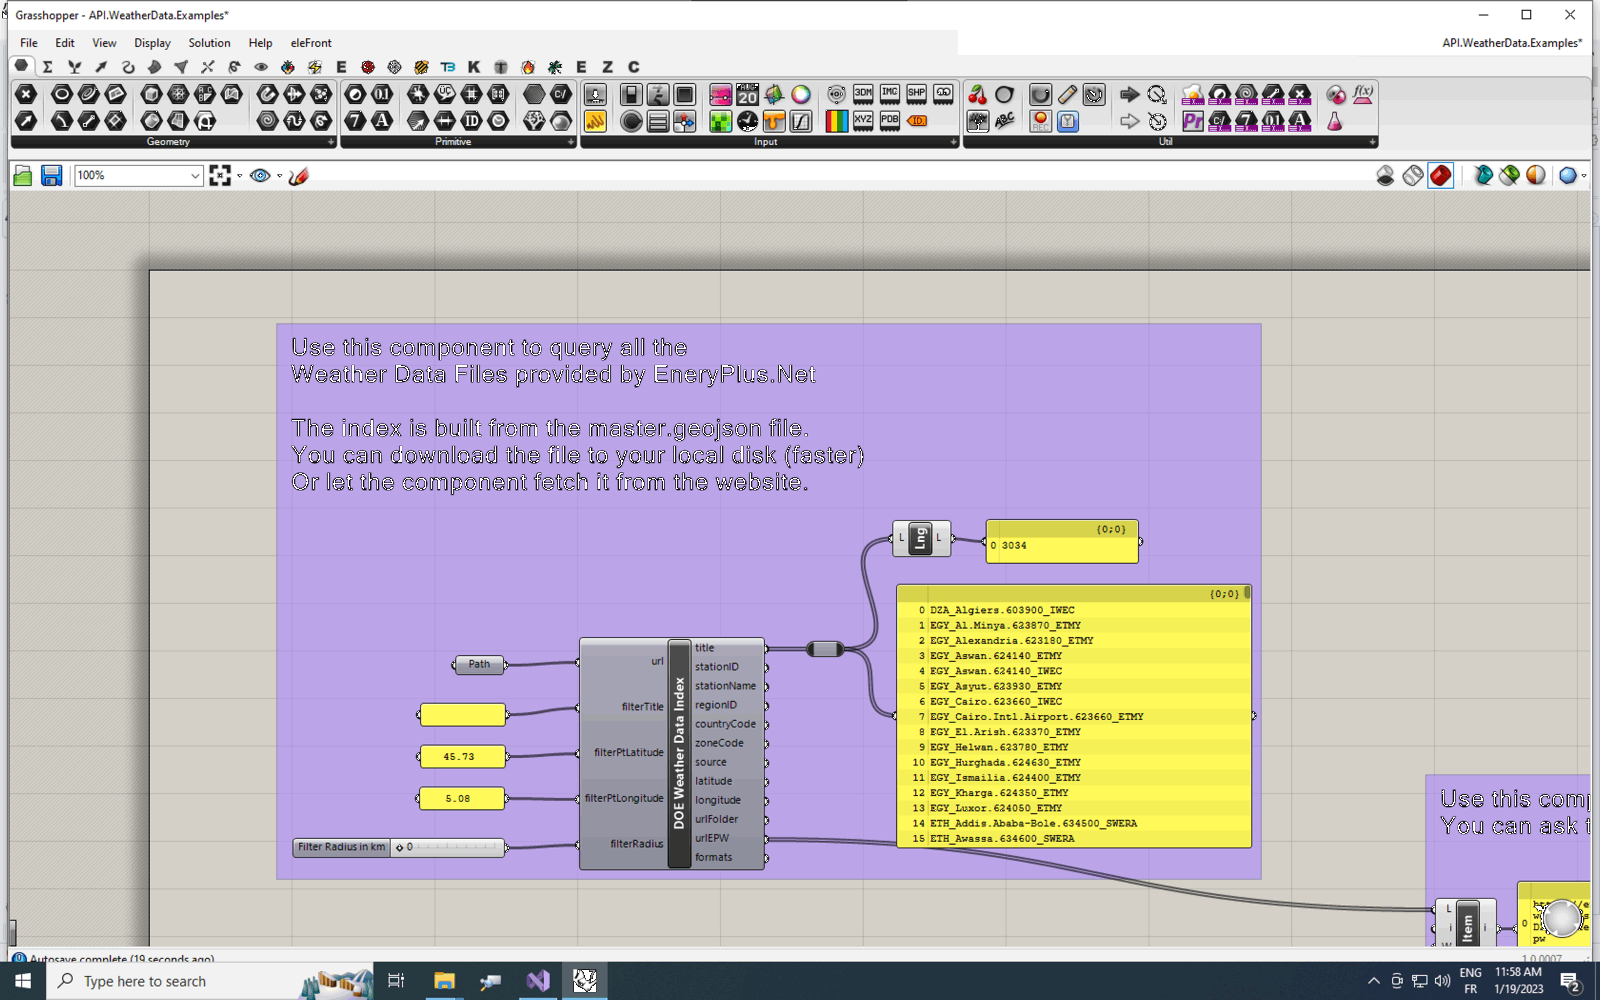 Grasshopper - API.WeatherData.Examples*
File Edit View Display Solution Help eleFront
API.WeatherData.Examples*
Geometry
Primitive
Input
Util
100%
Use this component to query all the
Weather Data Files provided by EneryPlus.Net
The index is built from the master.geojson file.
You can download the file to your local disk (faster)
Or let the component fetch it from the website.
L Lng L
{0;0}
0 3034
{0;0}
0 DZA_Algiers.603900_IWEC
1 EGY_Al.Minya.623870_ETMY
2 EGY_Alexandria.623180_ETMY
3 EGY_Aswan.624140_ETMY
4 EGY_Aswan.624140_IWEC
5 EGY_Asyut.623930_ETMY
6 EGY_Cairo.623660_IWEC
7 EGY_Cairo.Intl.Airport.623660_ETMY
8 EGY_El.Arish.623370_ETMY
9 EGY_Helwan.623780_ETMY
10 EGY_Hurghada.624630_ETMY
11 EGY_Ismailia.624400_ETMY
12 EGY_Kharga.624350_ETMY
13 EGY_Luxor.624050_ETMY
14 ETH_Addis.Ababa-Bole.634500_SWERA
15 ETH_Awassa.634600_SWERA
Path
45.73
5.08
Filter Radius in km 0
url
filterTitle
filterPtLatitude
filterPtLongitude
filterRadius
DOE Weather Data Index
title
stationID
stationName
regionID
countryCode
zoneCode
source
latitude
longitude
urlFolder
urlEPW
formats
Use this com
You can ask t
L
i
Item
i
0
pw
Autosave complete (19 seconds ago)
1.0.0007
Type here to search
ENG
FR
11:58 AM
1/19/2023
2